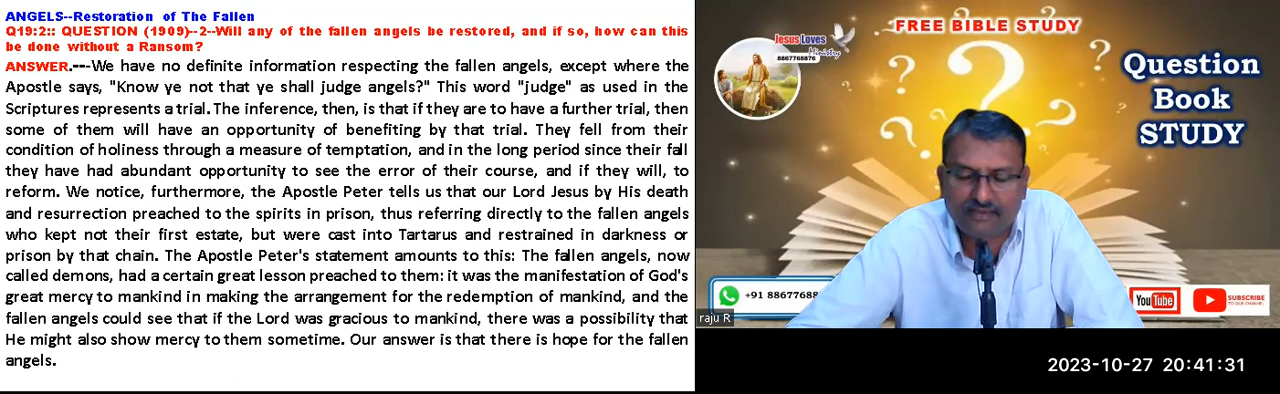 ANGELS--Restoration of The Fallen
Q19:2:: QUESTION (1909)--2--Will any of the fallen angels be restored, and if so, how can this
be done without a Ransom?
ANSWER.---We have no definite information respecting the fallen angels, except where the
Apostle says, "Know ye not that ye shall judge angels?" This word "judge" as used in the
Scriptures represents a trial. The inference, then, is that if they are to have a further trial, then
some of them will have an opportunity of benefiting by that trial. They fell from their
condition of holiness through a measure of temptation, and in the long period since their fall
they have had abundant opportunity to see the error of their course, and if they will, to
reform. We notice, furthermore, the Apostle Peter tells us that our Lord Jesus by His death
and resurrection preached to the spirits in prison, thus referring directly to the fallen angels
who kept not their first estate, but were cast into Tartarus and restrained in darkness or
prison by that chain. The Apostle Peter's statement amounts to this: The fallen angels, now
called demons, had a certain great lesson preached to them: it was the manifestation of God's
great mercy to mankind in making the arrangement for the redemption of mankind, and the
fallen angels could see that if the Lord was gracious to mankind, there was a possibility that
He might also show mercy to them sometime. Our answer is that there is hope for the fallen
angels.
FREE BIBLE STUDY
Jesus Loves
Ministry
8867768876
Question
Book
STUDY
+91 88677688
YouTube
SUBSCRIBE
TO OUR CHANNEL
raju R
2023-10-27 20:41:31